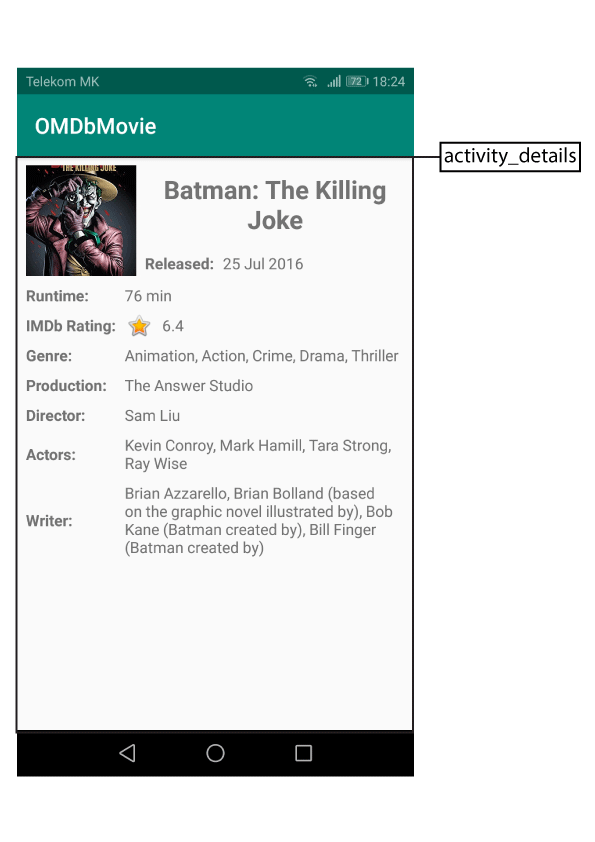 Telekom MK 72 18:24
OMDbMovie
activity_details
THE KILLING JOKE
Batman: The Killing
Joke
Released: 25 Jul 2016
Runtime: 76 min
IMDb Rating: 6.4
Genre: Animation, Action, Crime, Drama, Thriller
Production: The Answer Studio
Director: Sam Liu
Actors: Kevin Conroy, Mark Hamill, Tara Strong,
Ray Wise
Writer: Brian Azzarello, Brian Bolland (based
on the graphic novel illustrated by), Bob
Kane (Batman created by), Bill Finger
(Batman created by)